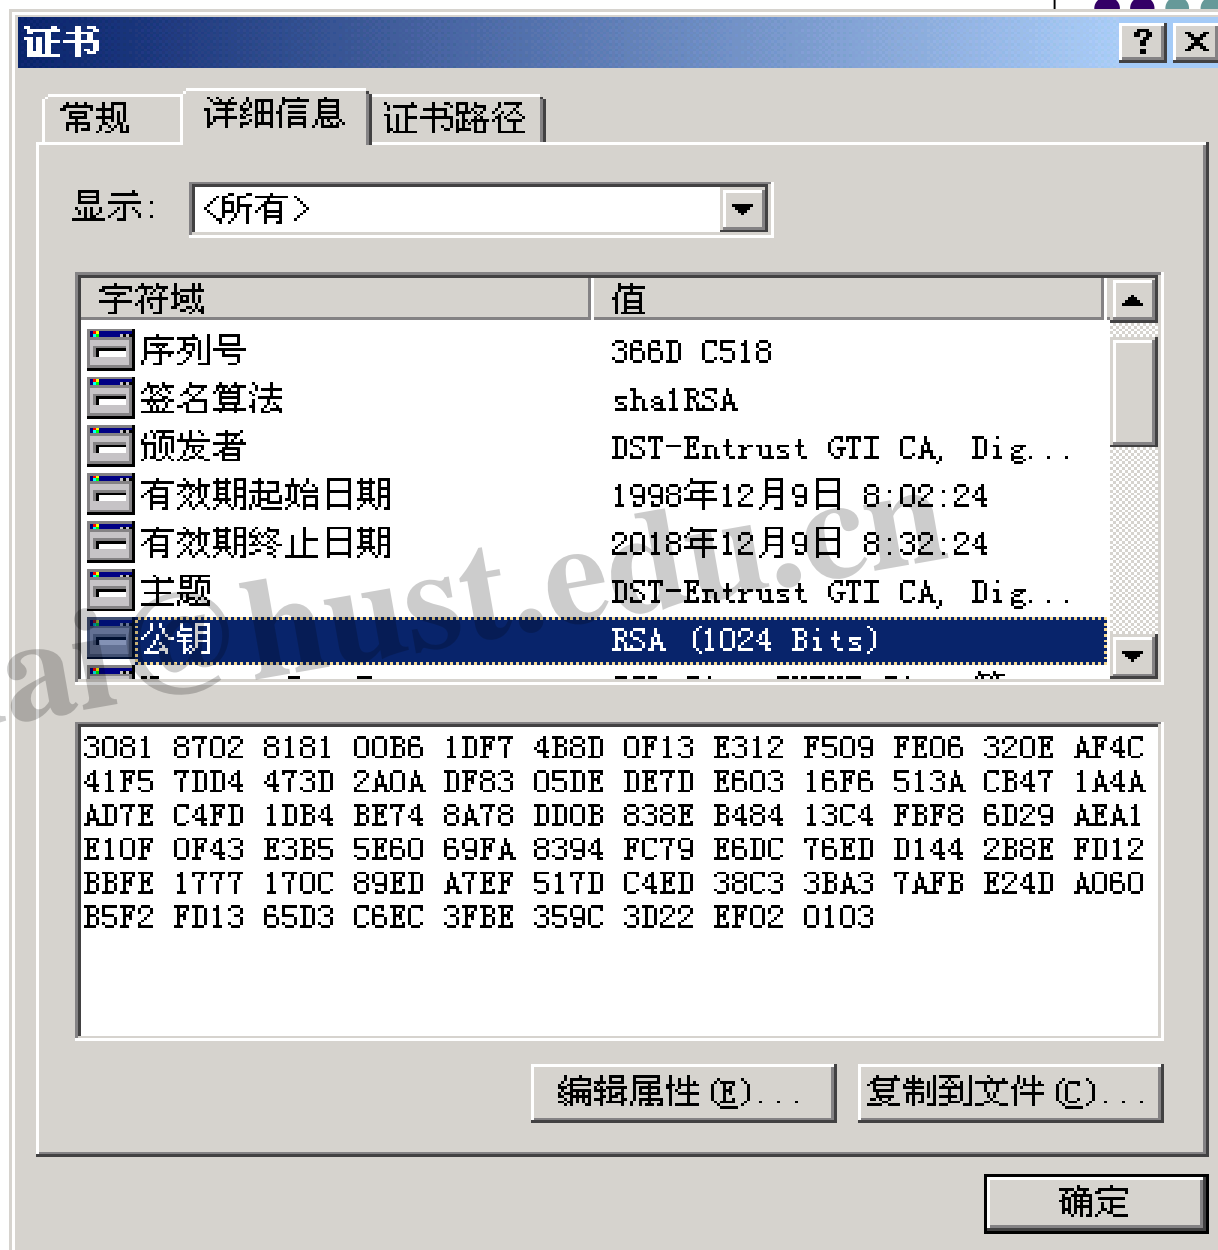 证书
常规 详细信息 证书路径
显示: <所有>
字符域 值
序列号 366D C518
签名算法 sha1RSA
颁发者 DST-Entrust GTI CA, Dig...
有效期起始日期 1998年12月9日 8:02:24
有效期终止日期 2018年12月9日 8:32:24
主题 DST-Entrust GTI CA, Dig...
公钥 RSA (1024 Bits)
3081 8702 8181 00B6 1DF7 4B8D 0F13 E312 F509 FE06 320E AF4C
41F5 7DD4 473D 2A0A DF83 05DE DE7D E603 16F6 513A CB47 1A4A
AD7E C4FD 1DB4 BE74 8A78 DD0B 838E B484 13C4 FBF8 6D29 AEA1
E10F 0F43 E3B5 5E60 69FA 8394 FC79 E6DC 76ED D144 2B8E FD12
BBFE 1777 170C 89ED A7EF 517D C4ED 38C3 3BA3 7AFB E24D A060
B5F2 FD13 65D3 C6EC 3FBE 359C 3D22 EF02 0103
编辑属性(E)... 复制到文件(C)...
确定
ai@hust.edu.cn